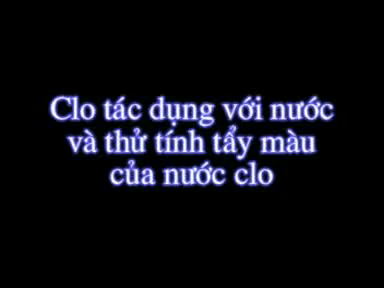 Clo tác dụng với nước
và thử tính tẩy màu
của nước clo